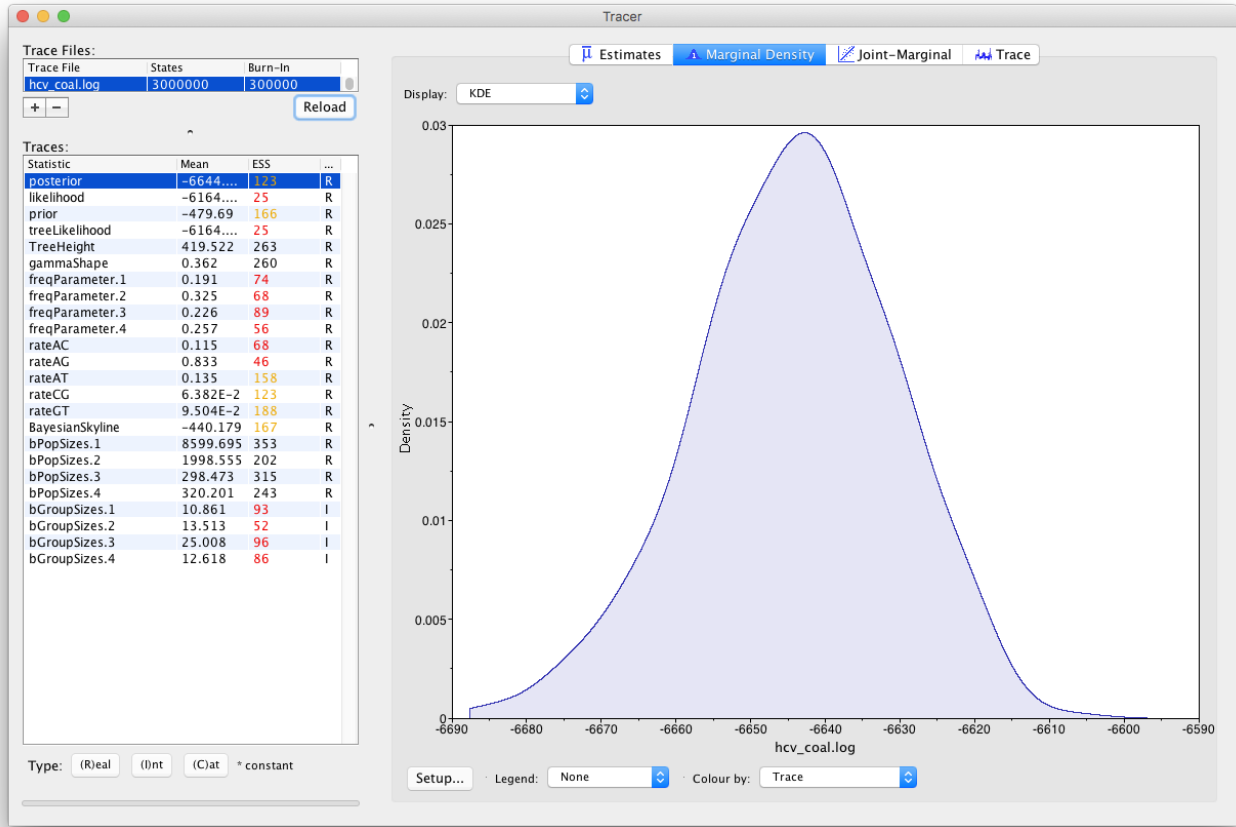 Tracer
Trace Files:
Trace File States Burn-In
hcv_coal.log 3000000 300000
+ − Reload
Traces:
Statistic Mean ESS ...
posterior -6644.... 123 R
likelihood -6164.... 25 R
prior -479.69 166 R
treeLikelihood -6164.... 25 R
TreeHeight 419.522 263 R
gammaShape 0.362 260 R
freqParameter.1 0.191 74 R
freqParameter.2 0.325 68 R
freqParameter.3 0.226 89 R
freqParameter.4 0.257 56 R
rateAC 0.115 68 R
rateAG 0.833 46 R
rateAT 0.135 158 R
rateCG 6.382E-2 123 R
rateGT 9.504E-2 188 R
BayesianSkyline -440.179 167 R
bPopSizes.1 8599.695 353 R
bPopSizes.2 1998.555 202 R
bPopSizes.3 298.473 315 R
bPopSizes.4 320.201 243 R
bGroupSizes.1 10.861 93 I
bGroupSizes.2 13.513 52 I
bGroupSizes.3 25.008 96 I
bGroupSizes.4 12.618 86 I
Type: (R)eal (I)nt (C)at * constant
μ Estimates Marginal Density Joint-Marginal Trace
Display: KDE
0.03
0.025
0.02
0.015
0.01
0.005
0
Density
-6690 -6680 -6670 -6660 -6650 -6640 -6630 -6620 -6610 -6600 -6590
hcv_coal.log
Setup... Legend: None Colour by: Trace